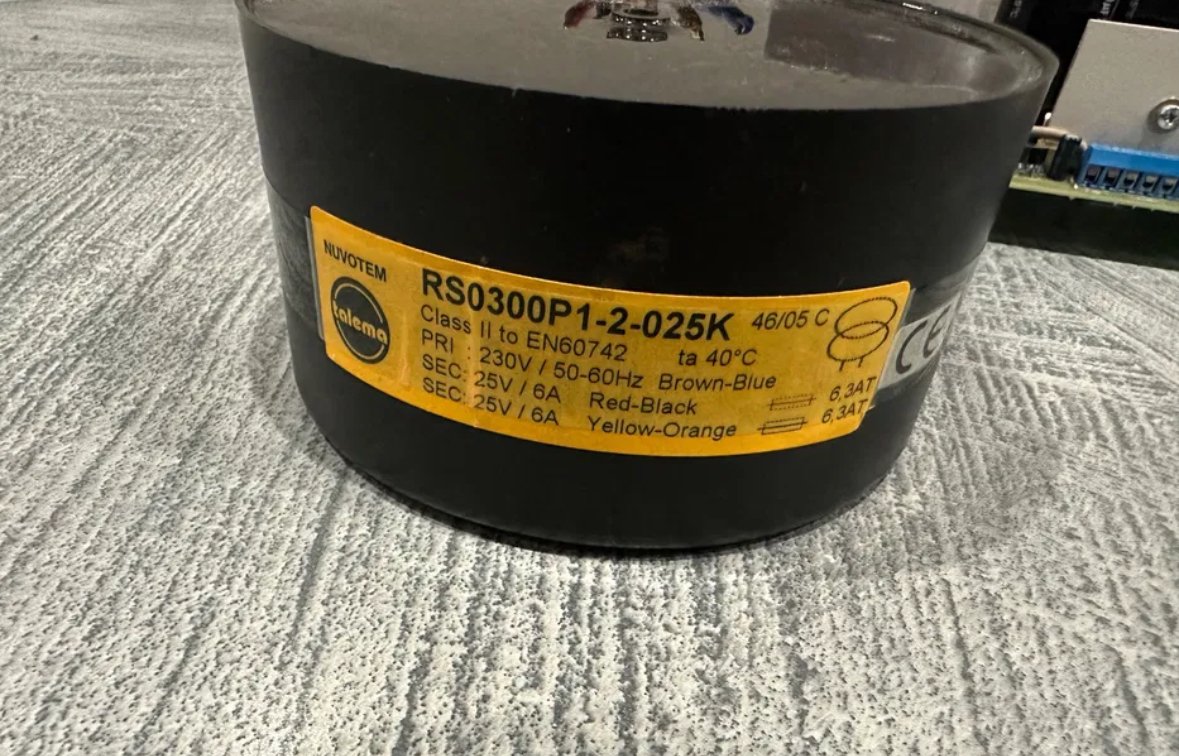 NUVOTEM
talema
RS0300P1-2-025K 46/05 C
Class II to EN60742 ta 40°C
PRI : 230V / 50-60Hz Brown-Blue
SEC: 25V / 6A Red-Black 6,3AT
SEC: 25V / 6A Yellow-Orange 6,3AT
CE